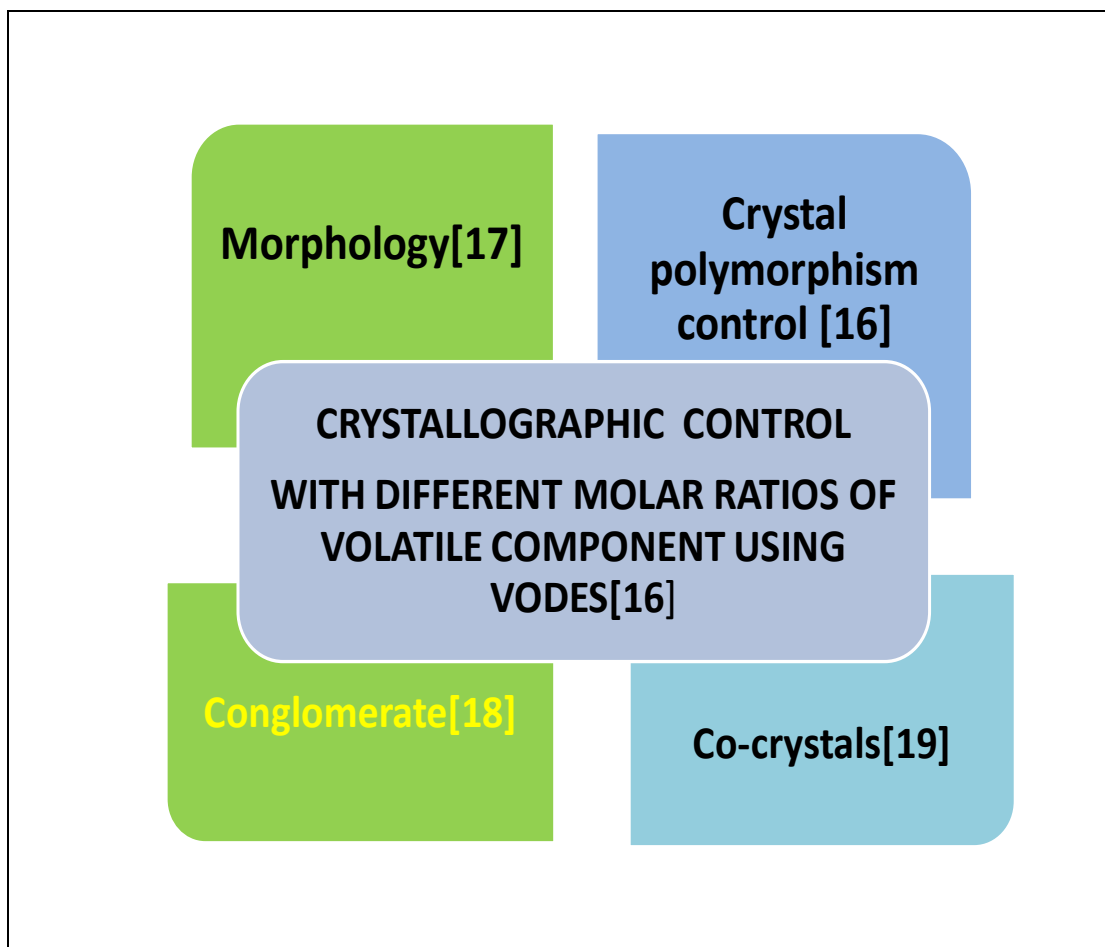 Morphology[17]
Crystal
polymorphism
control [16]
CRYSTALLOGRAPHIC CONTROL
WITH DIFFERENT MOLAR RATIOS OF
VOLATILE COMPONENT USING
VODES[16]
Conglomerate[18]
Co-crystals[19]